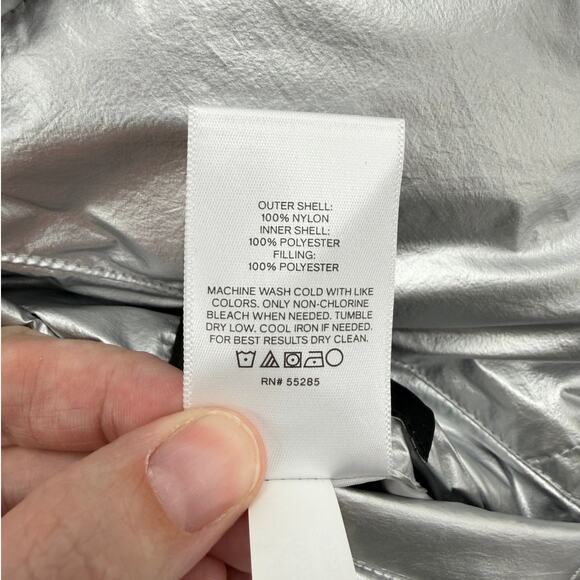 OUTER SHELL:
100% NYLON
INNER SHELL:
100% POLYESTER
FILLING:
100% POLYESTER
MACHINE WASH COLD WITH LIKE
COLORS. ONLY NON-CHLORINE
BLEACH WHEN NEEDED. TUMBLE
DRY LOW. COOL IRON IF NEEDED.
FOR BEST RESULTS DRY CLEAN.
RN# 55285